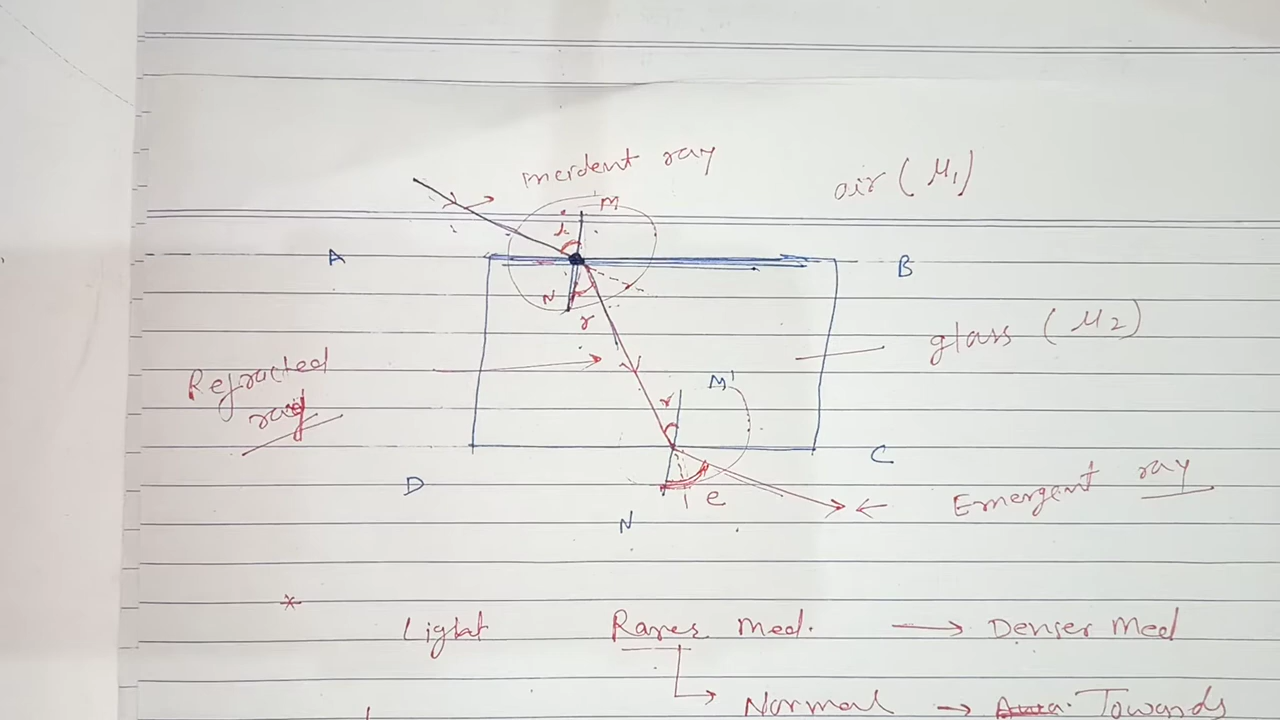 incident ray
air (μ1)
M
i
A
B
N
r
glass (μ2)
Refracted
ray
r
M'
C
D
e
Emergent ray
N
* Light Rarer Med. → Denser Med
Normal → Towards